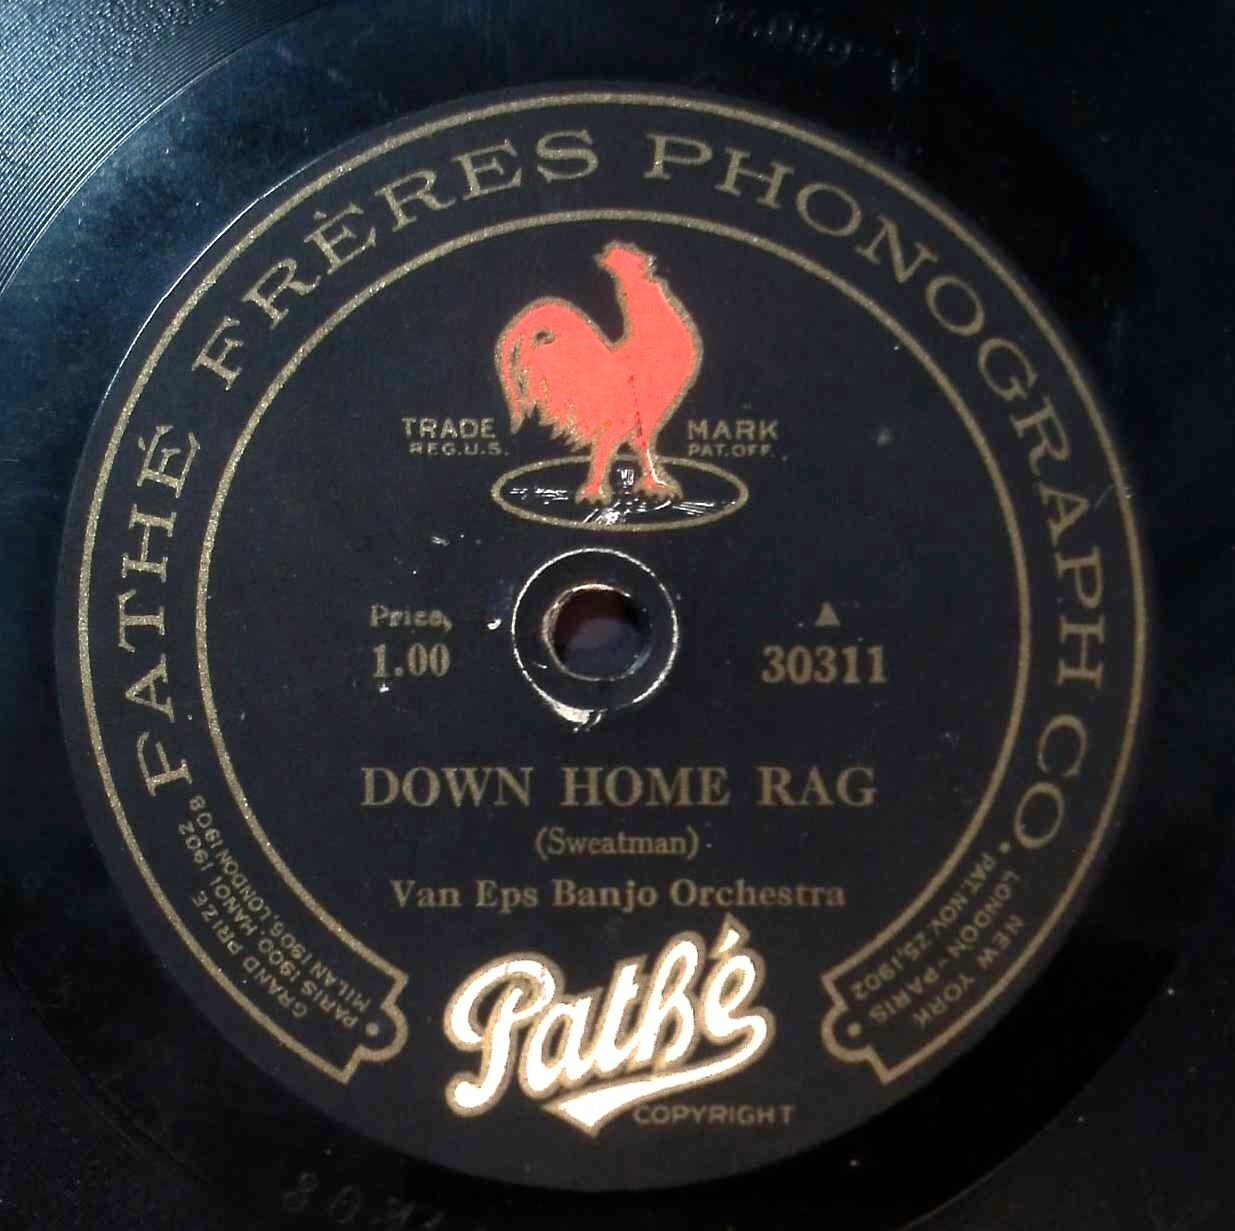 PATHÉ FRÈRES PHONOGRAPH CO.
TRADE MARK
REG.U.S. PAT.OFF.
Price, ▲
1.00 30311
DOWN HOME RAG
(Sweatman)
Van Eps Banjo Orchestra
Pathé
COPYRIGHT
GRAND PRIZE
PARIS 1900 HANOI 1902
MILAN 1906, LONDON 1908
NEW YORK
LONDON - PARIS
PAT. NOV. 25, 1902